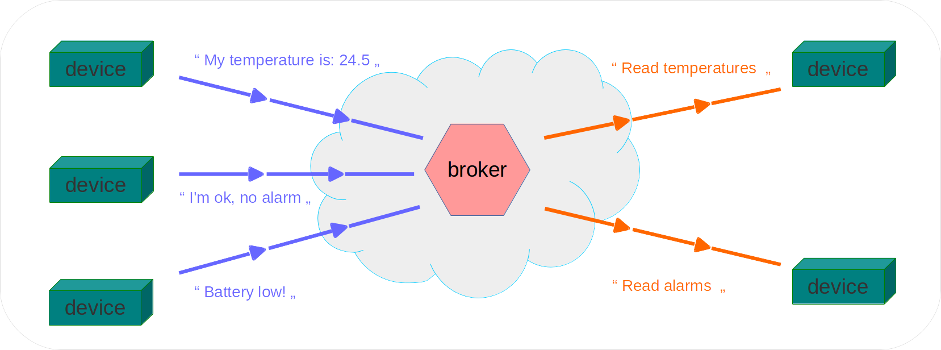 “ My temperature is: 24.5 „
device
“ Read temperatures „
device
broker
device
“ I'm ok, no alarm „
“ Battery low! „
device
“ Read alarms „
device